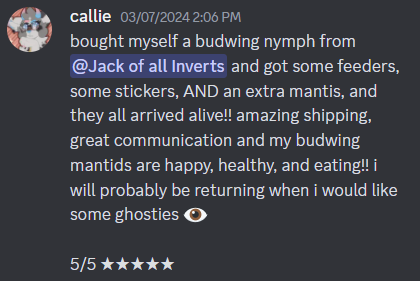 callie 03/07/2024 2:06 PM
bought myself a budwing nymph from
@Jack of all Inverts and got some feeders,
some stickers, AND an extra mantis, and
they all arrived alive!! amazing shipping,
great communication and my budwing
mantids are happy, healthy, and eating!! i
will probably be returning when i would like
some ghosties 👁️
5/5 ★★★★★